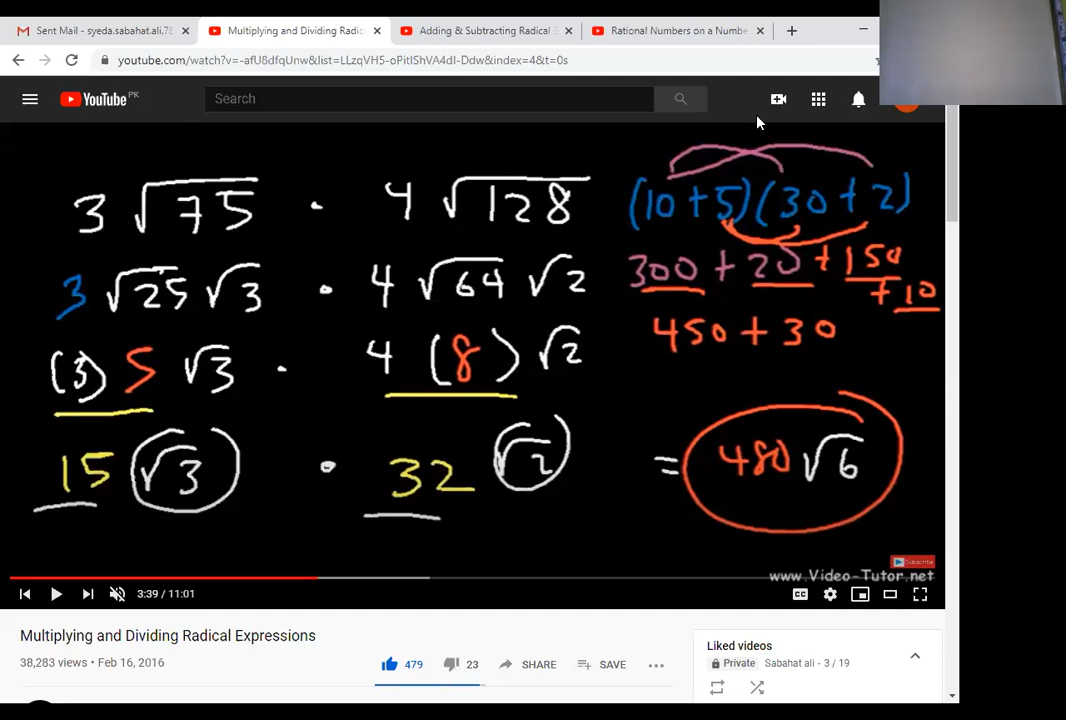 Sent Mail - syeda.sabahat.ali.78
Multiplying and Dividing Radic
Adding & Subtracting Radical
Rational Numbers on a Numbe
youtube.com/watch?v=-afU8dfqUnw&list=LLzqVH5-oPitlShVA4dI-Ddw&index=4&t=0s
YouTube PK
Search
3 √75 · 4 √128
(10 + 5)(30 + 2)
3 √25 √3 · 4 √64 √2
300 + 20 + 150
+ 10
(3) 5 √3 · 4 (8) √2
450 + 30
15 √3 · 32 √2 = 480 √6
Subscribe
www.Video-Tutor.net
3:39 / 11:01
CC
Multiplying and Dividing Radical Expressions
38,283 views • Feb 16, 2016
479
23
SHARE
SAVE
Liked videos
Private Sabahat ali - 3 / 19